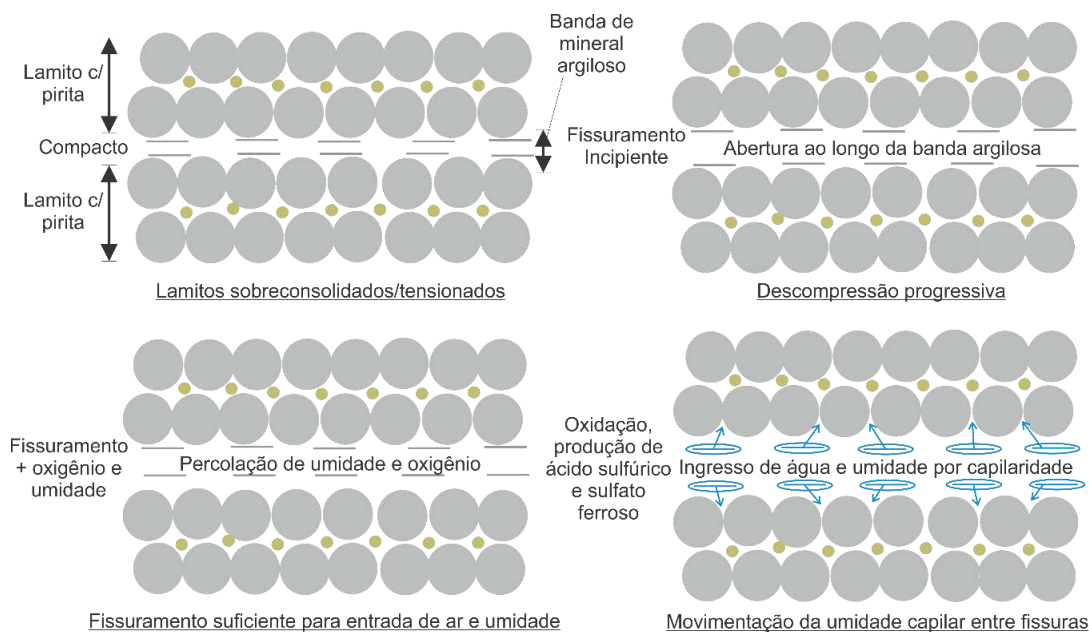 Lamito c/
pirita
Compacto
Lamito c/
pirita
Banda de
mineral
argiloso
Lamitos sobreconsolidados/tensionados
Fissuramento
Incipiente
Abertura ao longo da banda argilosa
Descompressão progressiva
Fissuramento
+ oxigênio e
umidade
Percolação de umidade e oxigênio
Fissuramento suficiente para entrada de ar e umidade
Oxidação,
produção de
ácido sulfúrico
e sulfato
ferroso
Ingresso de água e umidade por capilaridade
Movimentação da umidade capilar entre fissuras